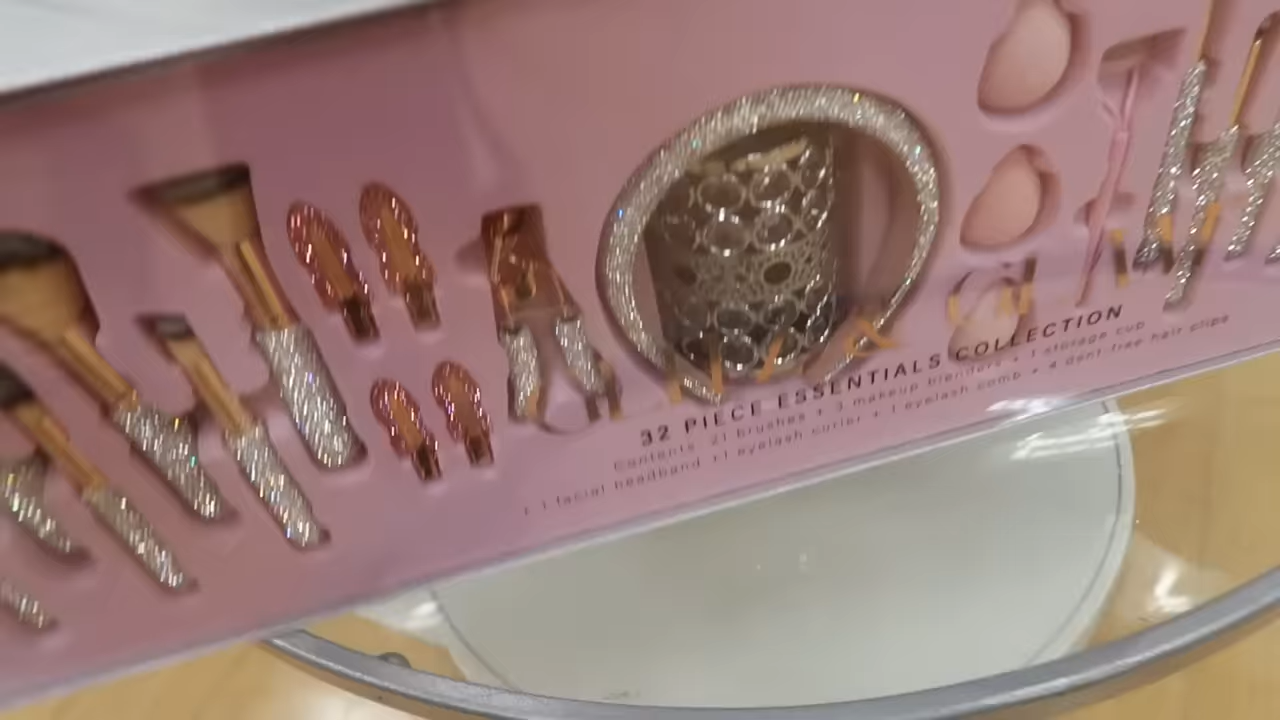 32 PIECE ESSENTIALS COLLECTION
Contents 21 brushes + 3 makeup blenders + 1 storage cup
+ 1 facial headband +1 eyelash curler + 1 eyelash comb + 4 dent-free hair clips